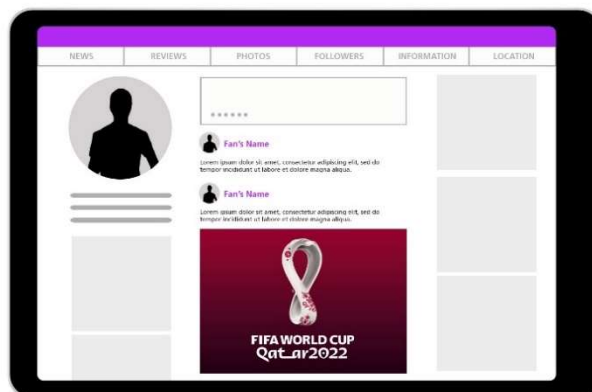 NEWS REVIEWS PHOTOS FOLLOWERS INFORMATION LOCATION
Fan's Name
Lorem ipsum dolor sit amet, consectetur adipiscing elit, sed do
tempor incididunt ut labore et dolore magna aliqua.
Fan's Name
Lorem ipsum dolor sit amet, consectetur adipiscing elit, sed do
tempor incididunt ut labore et dolore magna aliqua.
FIFA WORLD CUP
Qatar2022